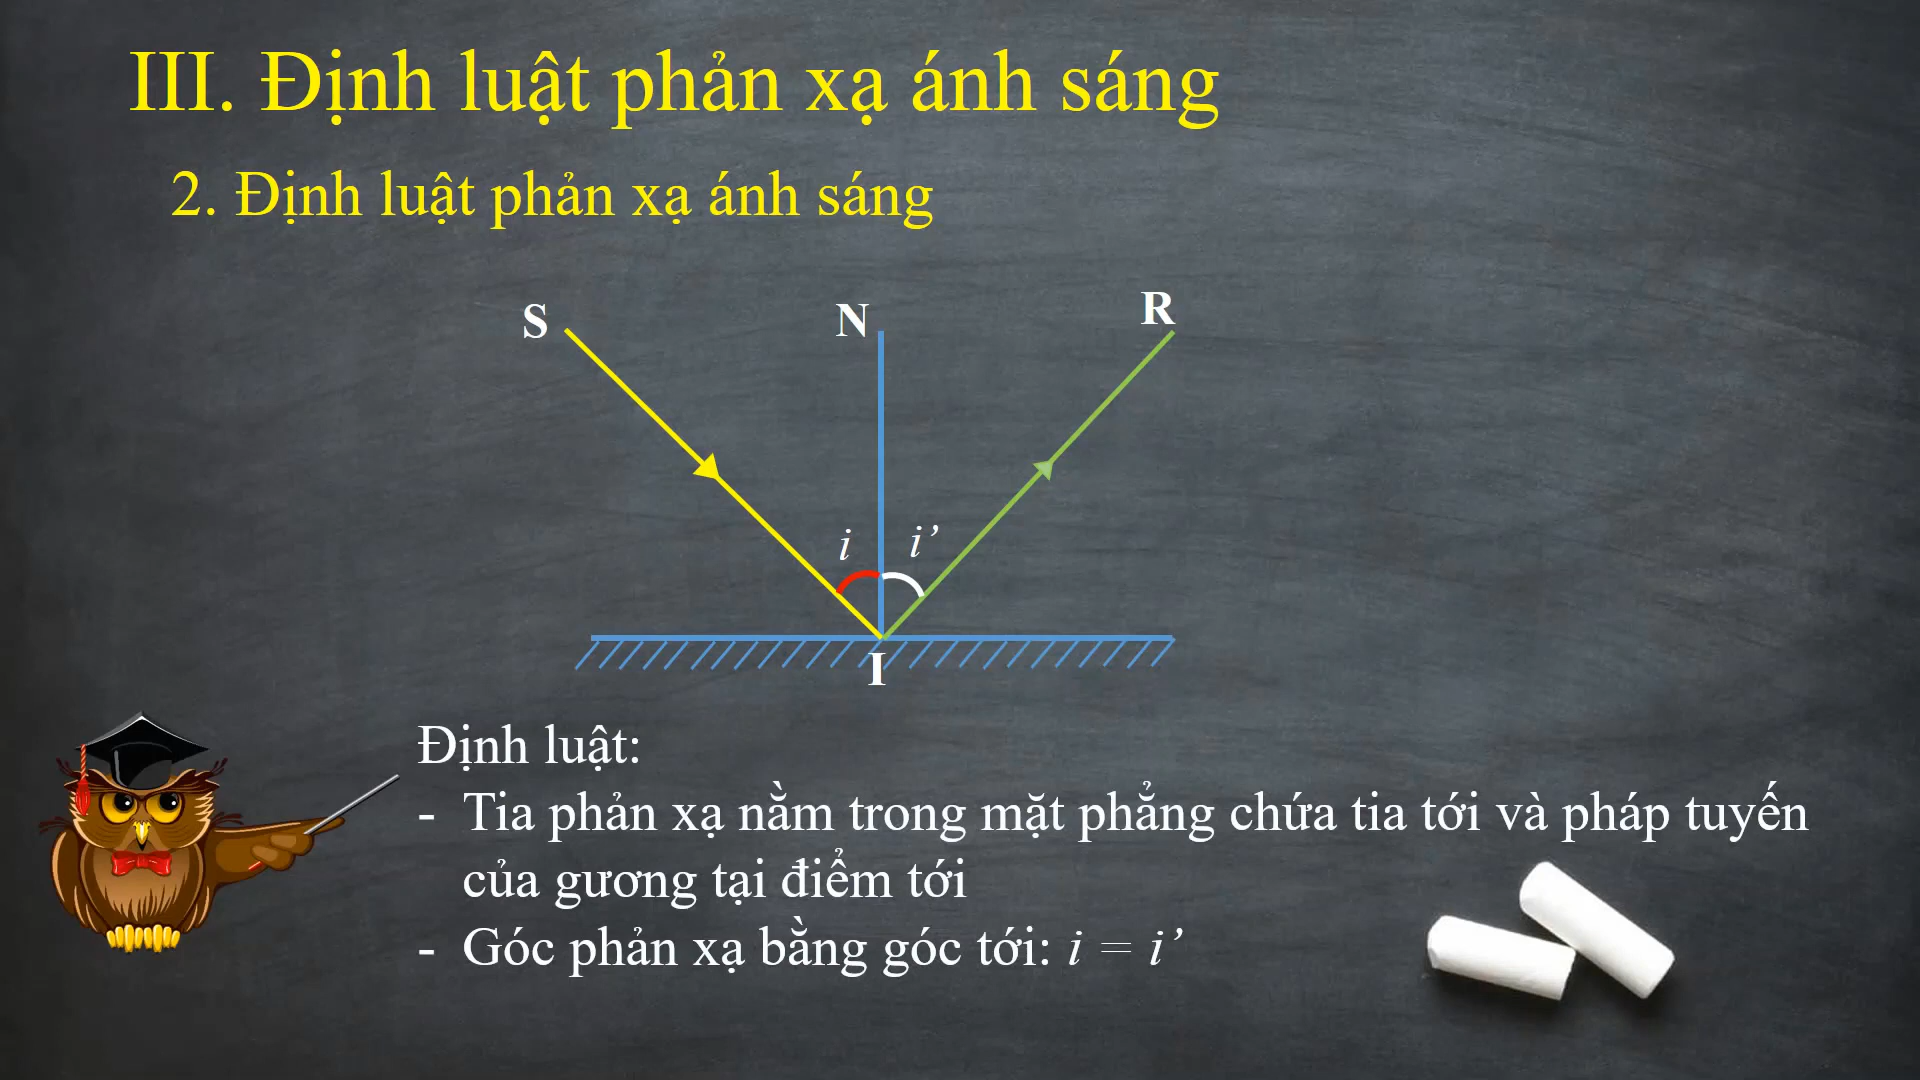 III. Định luật phản xạ ánh sáng
2. Định luật phản xạ ánh sáng
S
N
R
i
i’
I
Định luật:
- Tia phản xạ nằm trong mặt phẳng chứa tia tới và pháp tuyến
của gương tại điểm tới
- Góc phản xạ bằng góc tới: i = i’